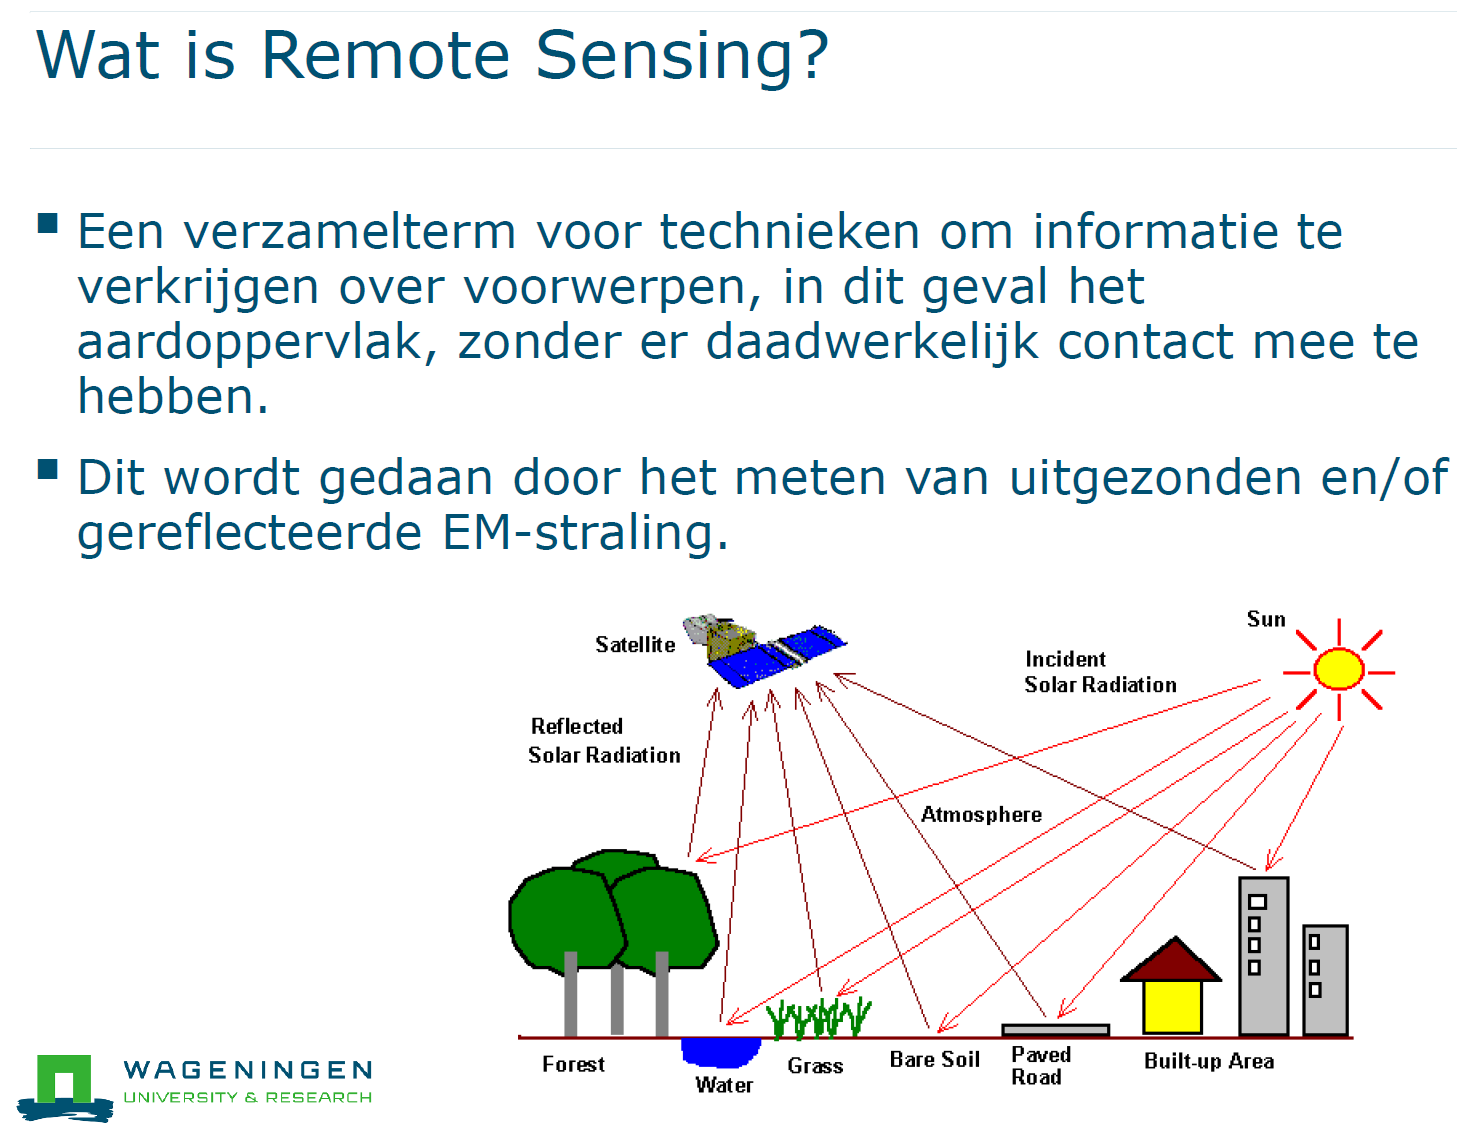 Wat is Remote Sensing?
Een verzamelterm voor technieken om informatie te
verkrijgen over voorwerpen, in dit geval het
aardoppervlak, zonder er daadwerkelijk contact mee te
hebben.
Dit wordt gedaan door het meten van uitgezonden en/of
gereflecteerde EM-straling.
Satellite
Sun
Incident
Solar Radiation
Reflected
Solar Radiation
Atmosphere
Forest
Water
Grass
Bare Soil
Paved
Road
Built-up Area
WAGENINGEN
UNIVERSITY & RESEARCH